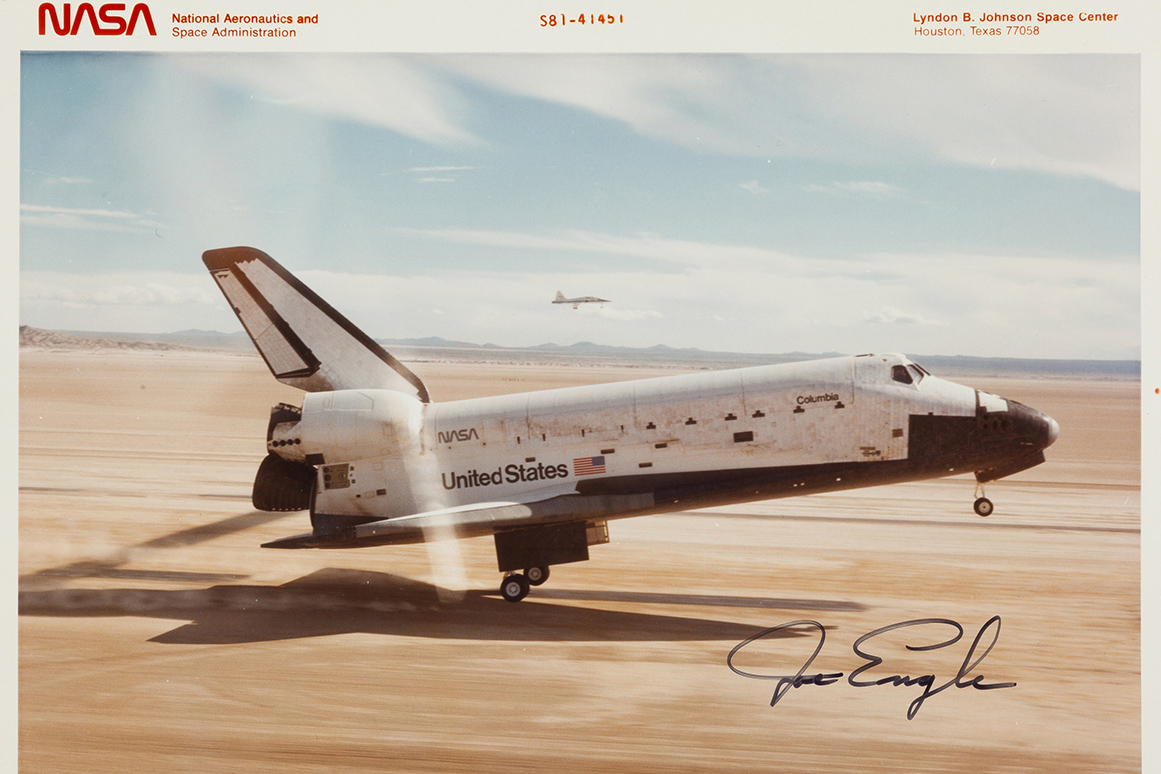 NASA
National Aeronautics and
Space Administration
S81-41451
Lyndon B. Johnson Space Center
Houston, Texas 77058
Columbia
NASA
United States
Joe Engle